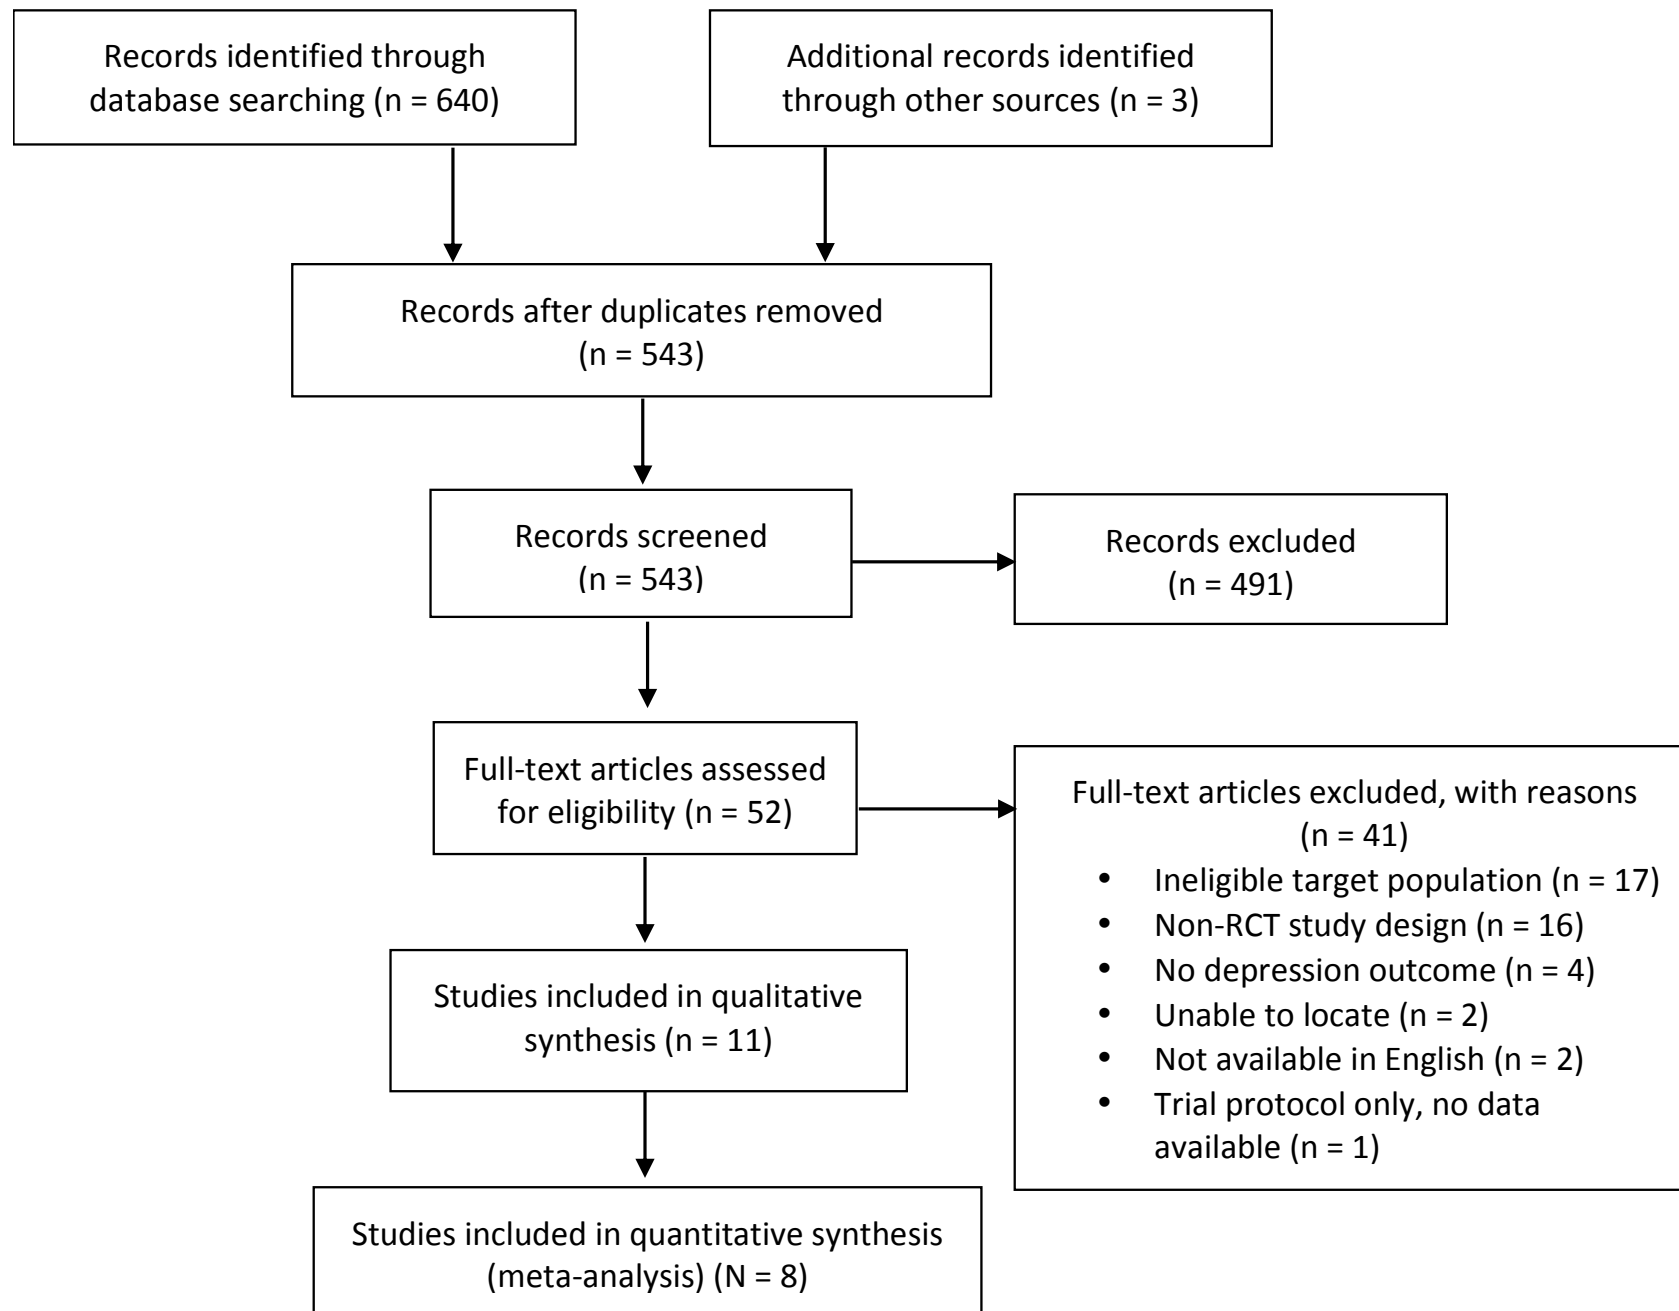 Records identified through
database searching (n = 640)
Additional records identified
through other sources (n = 3)
Records after duplicates removed
(n = 543)
Records screened
(n = 543)
Records excluded
(n = 491)
Full-text articles assessed
for eligibility (n = 52)
Full-text articles excluded, with reasons
(n = 41)
• Ineligible target population (n = 17)
• Non-RCT study design (n = 16)
• No depression outcome (n = 4)
• Unable to locate (n = 2)
• Not available in English (n = 2)
• Trial protocol only, no data
available (n = 1)
Studies included in qualitative
synthesis (n = 11)
Studies included in quantitative synthesis
(meta-analysis) (N = 8)